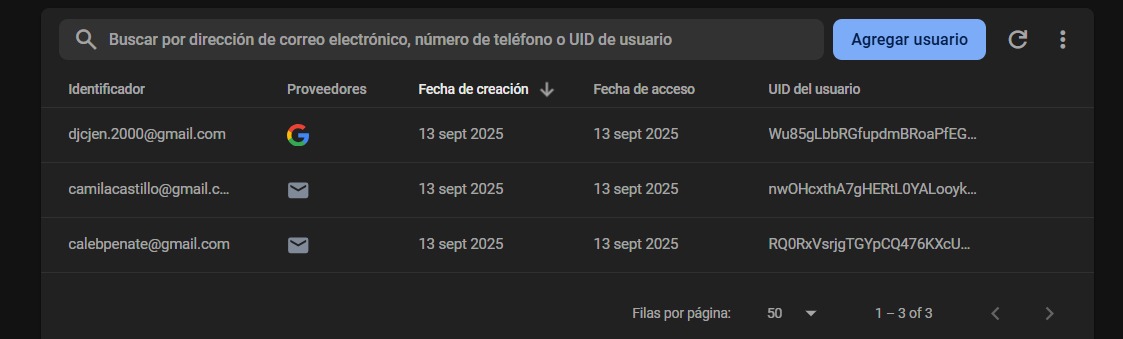 Buscar por dirección de correo electrónico, número de teléfono o UID de usuario Agregar usuario
Identificador Proveedores Fecha de creación Fecha de acceso UID del usuario
djcjen.2000@gmail.com 13 sept 2025 13 sept 2025 Wu85gLbbRGfupdmBRoaPfEG...
camilacastillo@gmail.c... 13 sept 2025 13 sept 2025 nwOHcxthA7gHERtL0YALooyk...
calebpenate@gmail.com 13 sept 2025 13 sept 2025 RQ0RxVsrjgTGYpCQ476KXcU...
Filas por página: 50 1 – 3 of 3